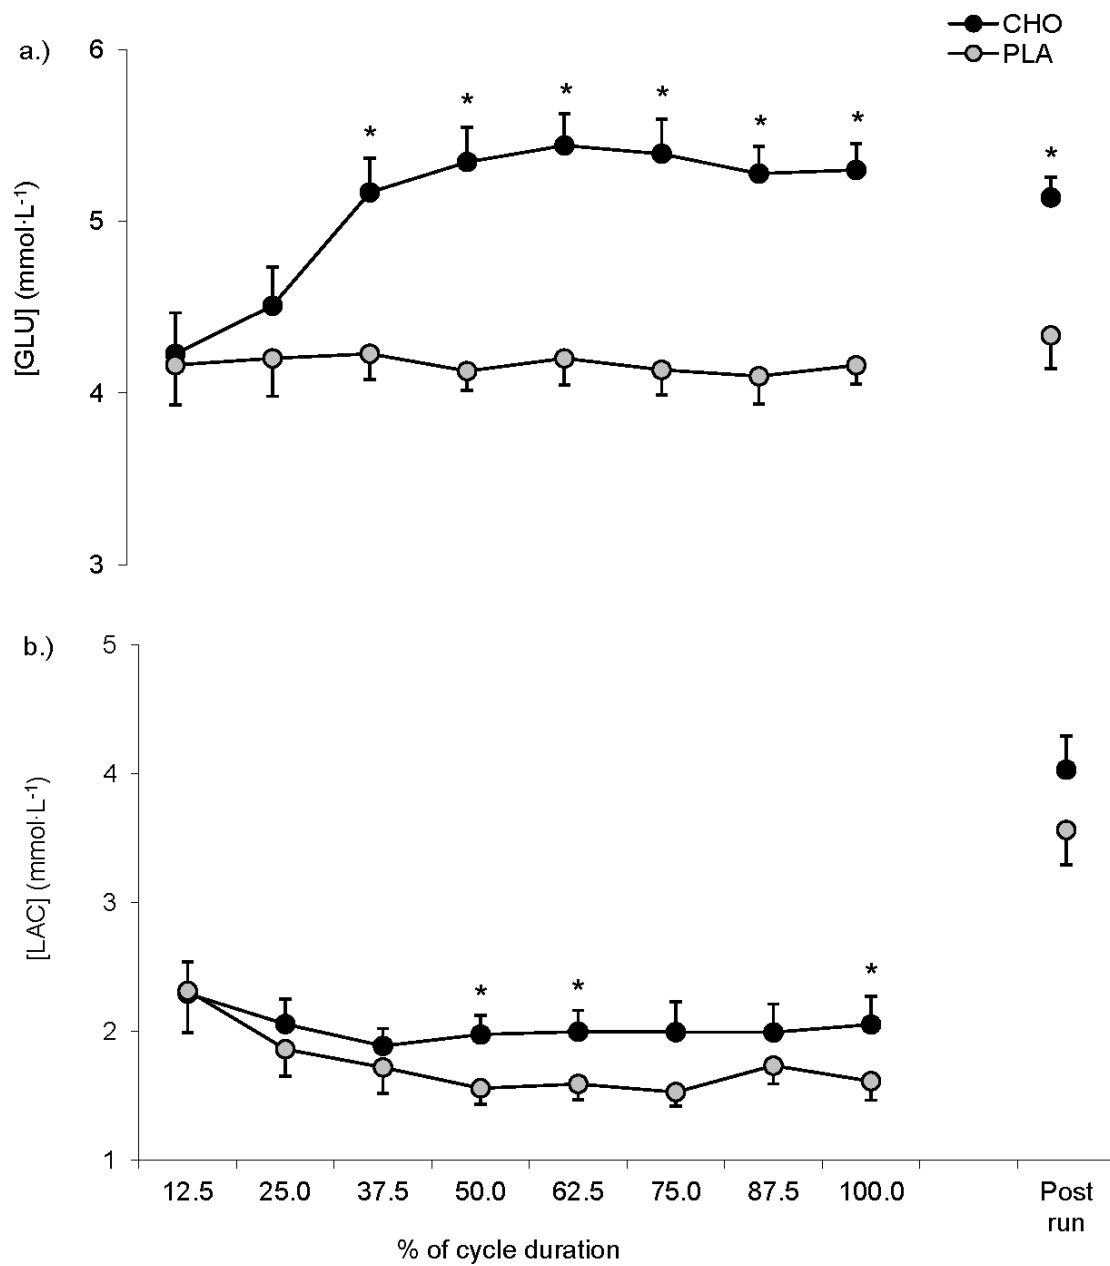 CHO
PLA
a.)
6
5
4
3
[GLU] (mmol·L-1)
* * * * * * *
b.)
5
4
3
2
1
[LAC] (mmol·L-1)
* * *
12.5 25.0 37.5 50.0 62.5 75.0 87.5 100.0 Post
run
% of cycle duration